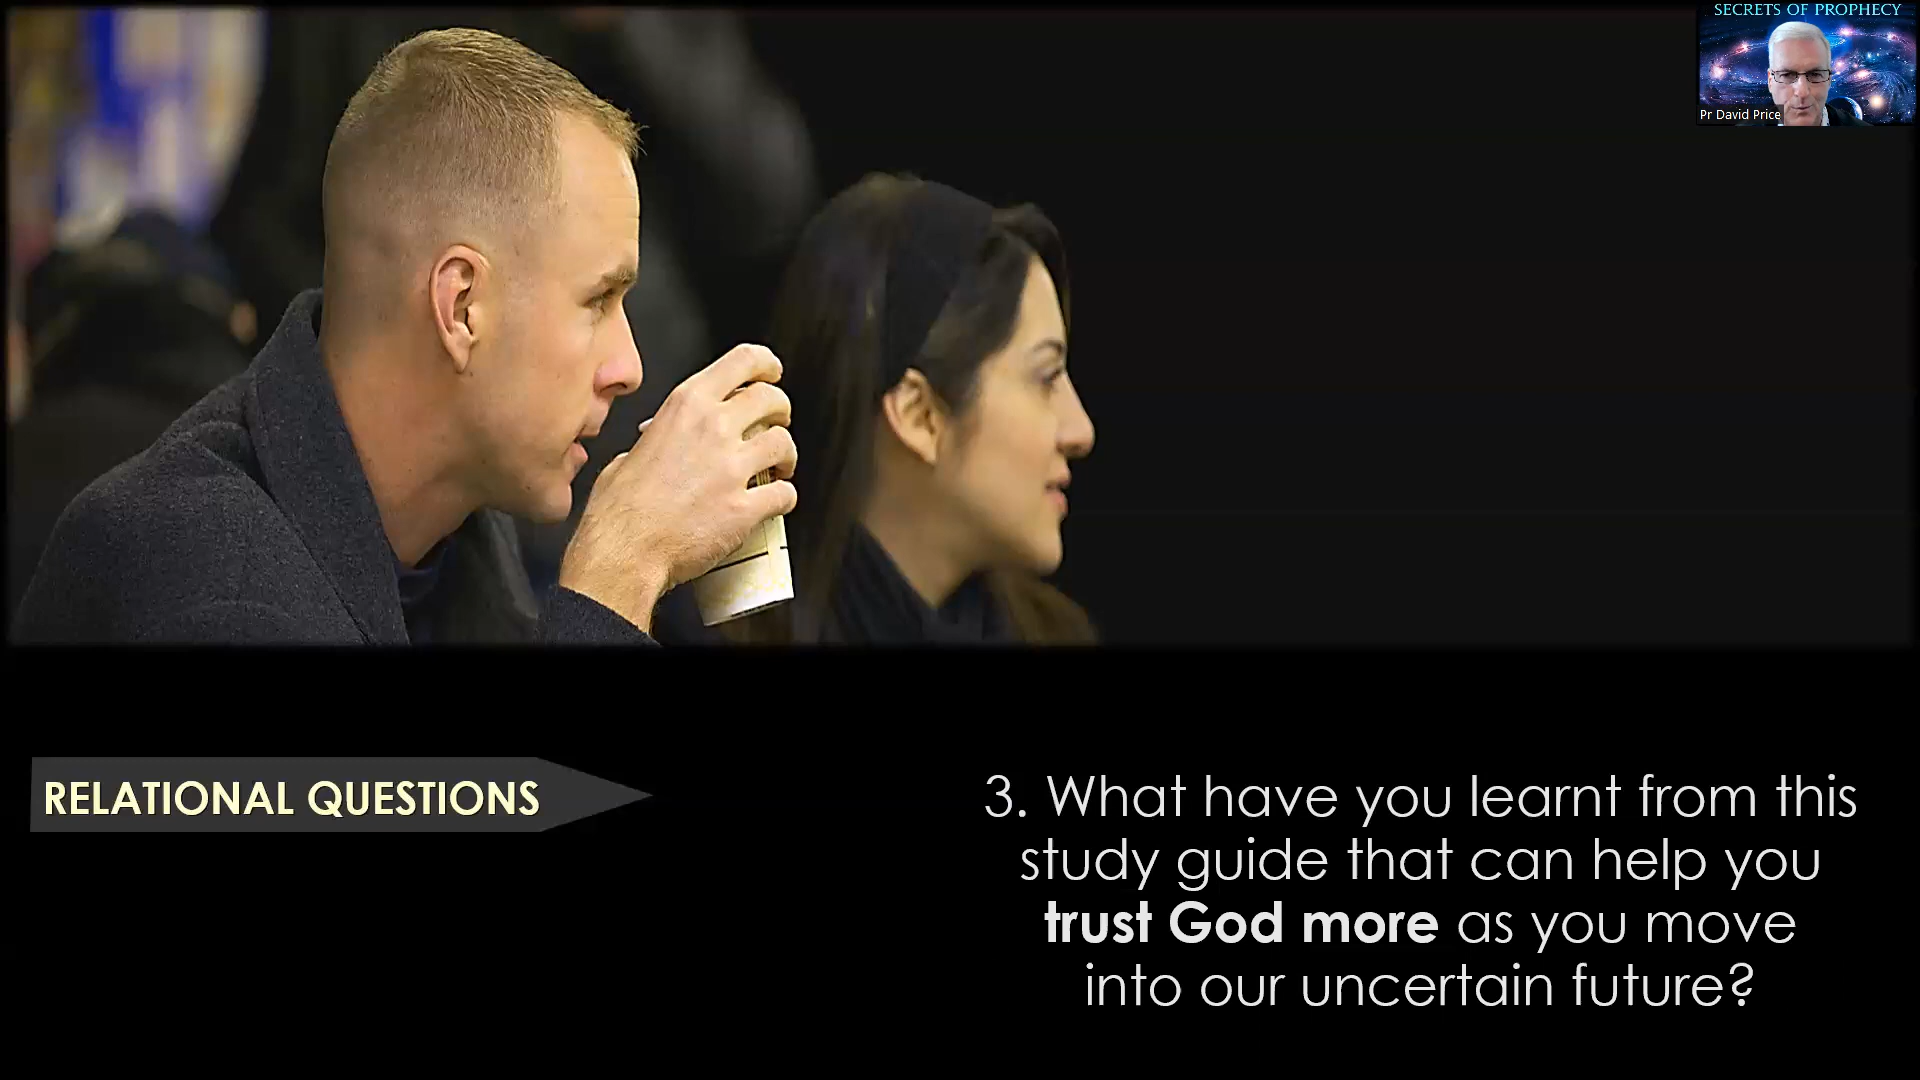 SECRETS OF PROPHECY
Pr David Price
RELATIONAL QUESTIONS
3. What have you learnt from this
study guide that can help you
trust God more as you move
into our uncertain future?